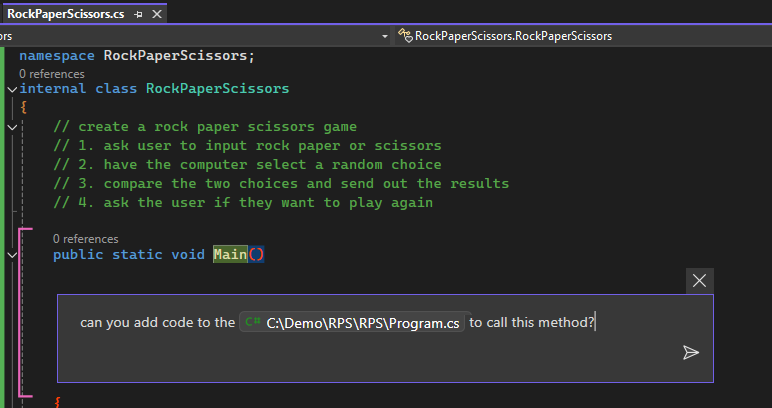 RockPaperScissors.cs
ors
RockPaperScissors.RockPaperScissors
namespace RockPaperScissors;
0 references
internal class RockPaperScissors
{
// create a rock paper scissors game
// 1. ask user to input rock paper or scissors
// 2. have the computer select a random choice
// 3. compare the two choices and send out the results
// 4. ask the user if they want to play again
0 references
public static void Main()
can you add code to the C# C:\Demo\RPS\RPS\Program.cs to call this method?
{